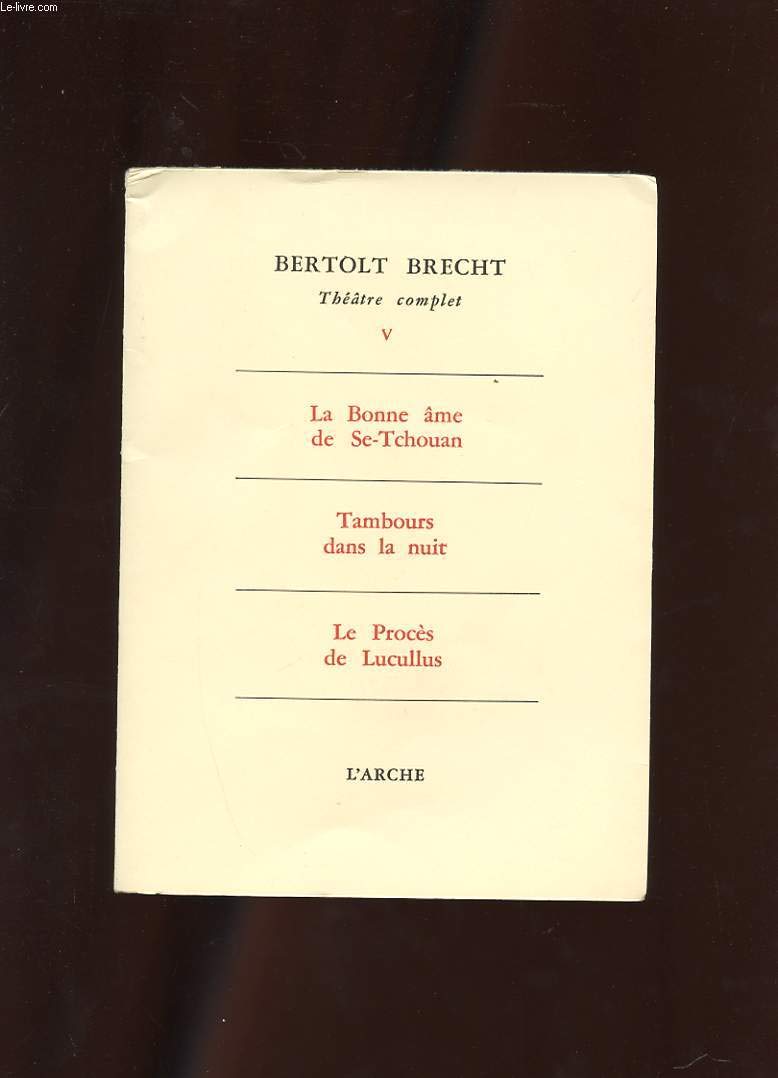 Le-livre.com
BERTOLT BRECHT
Théâtre complet
V
La Bonne âme
de Se-Tchouan
Tambours
dans la nuit
Le Procès
de Lucullus
L'ARCHE